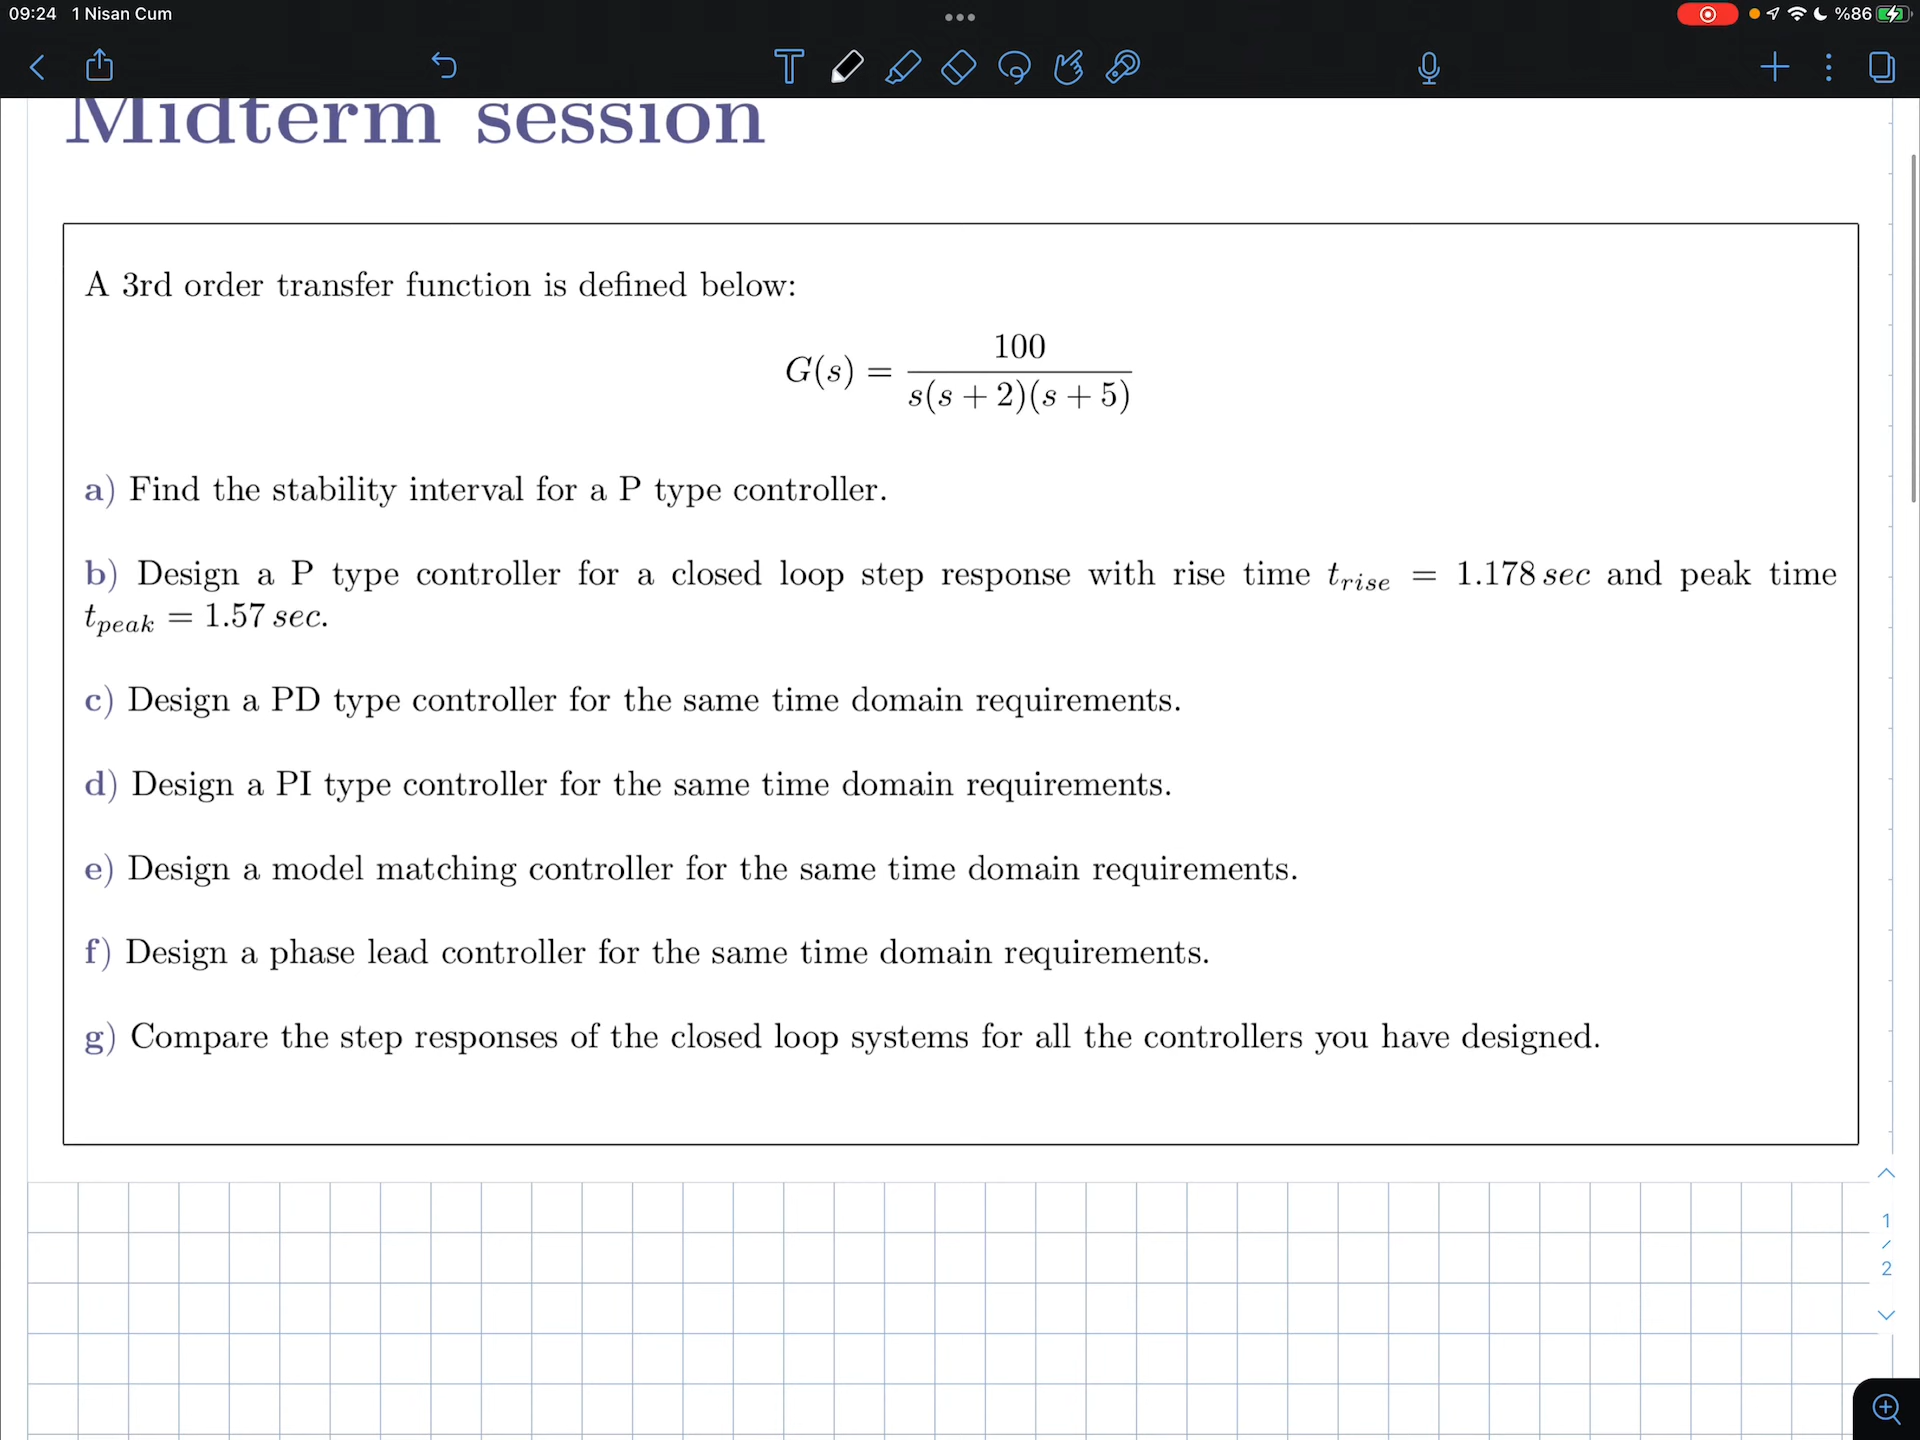 09:24 1 Nisan Cum
%86
Midterm session
A 3rd order transfer function is defined below:
G(s) = 100 / s(s + 2)(s + 5)
a) Find the stability interval for a P type controller.
b) Design a P type controller for a closed loop step response with rise time t_rise = 1.178 sec and peak time
t_peak = 1.57 sec.
c) Design a PD type controller for the same time domain requirements.
d) Design a PI type controller for the same time domain requirements.
e) Design a model matching controller for the same time domain requirements.
f) Design a phase lead controller for the same time domain requirements.
g) Compare the step responses of the closed loop systems for all the controllers you have designed.
1
/
2